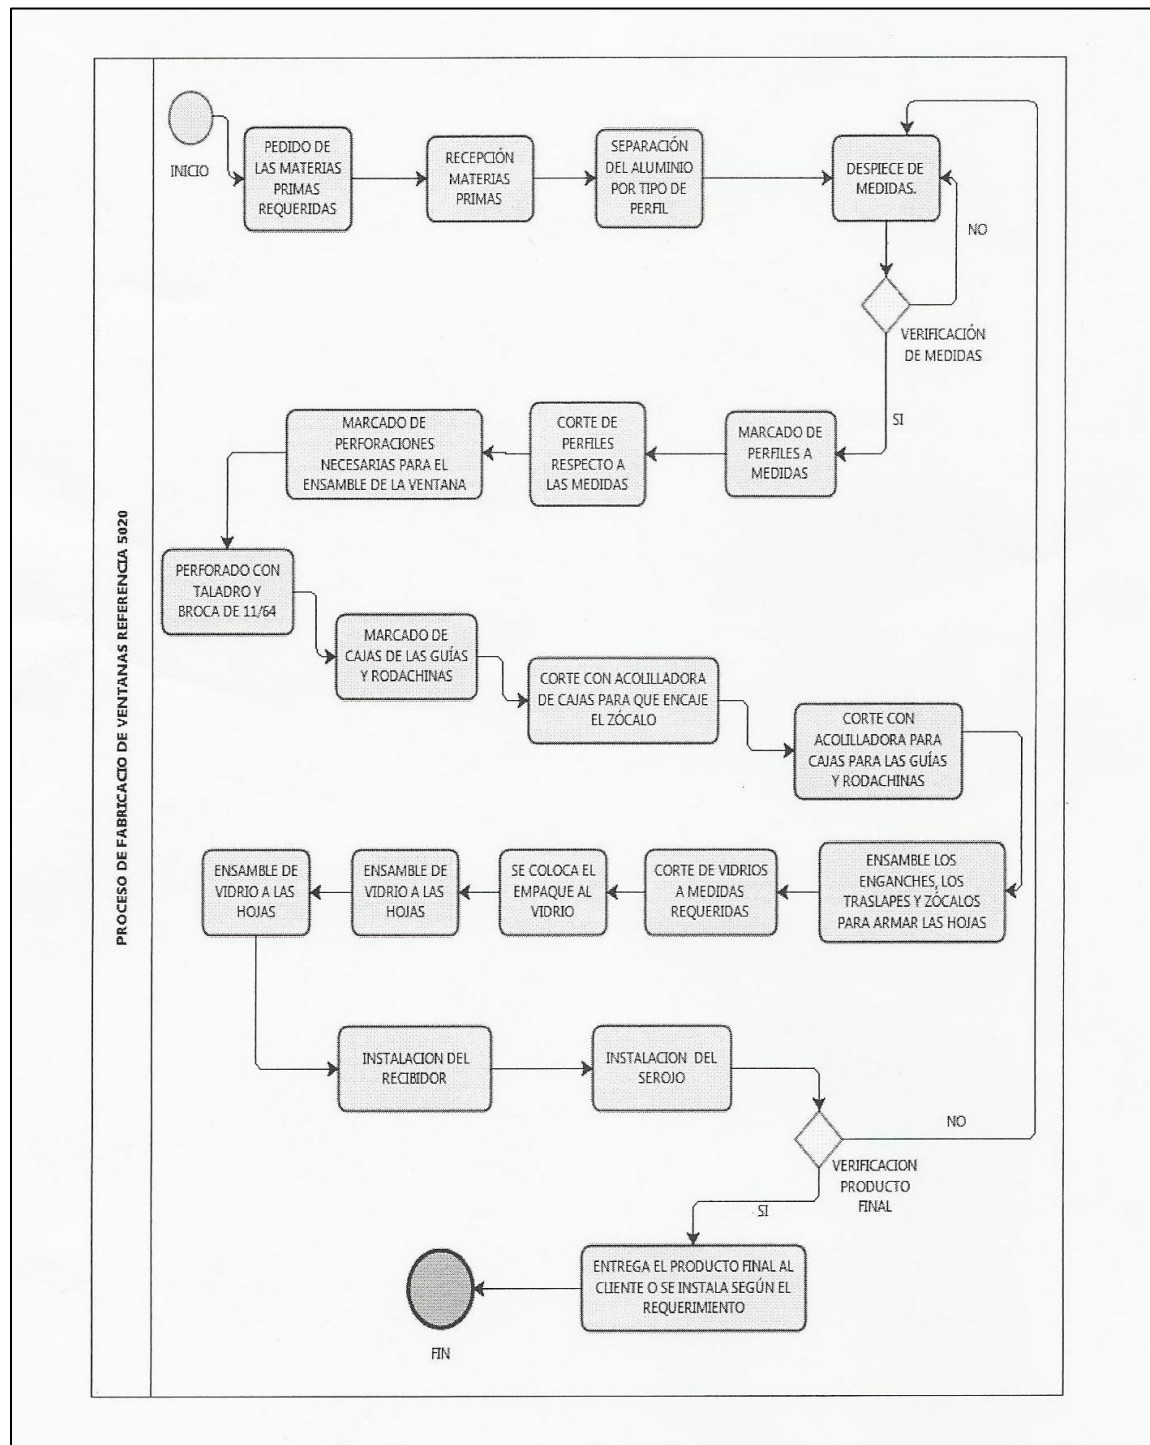 PROCESO DE FABRICACIO DE VENTANAS REFERENCIA 5020
INICIO
PEDIDO DE
LAS MATERIAS
PRIMAS
REQUERIDAS
RECEPCIÓN
MATERIAS
PRIMAS
SEPARACIÓN
DEL ALUMINIO
POR TIPO DE
PERFIL
DESPIECE DE
MEDIDAS.
NO
VERIFICACIÓN
DE MEDIDAS
SI
MARCADO DE
PERFILES A
MEDIDAS
CORTE DE
PERFILES
RESPECTO A
LAS MEDIDAS
MARCADO DE
PERFORACIONES
NECESARIAS PARA EL
ENSAMBLE DE LA VENTANA
PERFORADO CON
TALADRO Y
BROCA DE 11/64
MARCADO DE
CAJAS DE LAS GUÍAS
Y RODACHINAS
CORTE CON ACOLILLADORA
DE CAJAS PARA QUE ENCAJE
EL ZÓCALO
CORTE CON
ACOLILLADORA PARA
CAJAS PARA LAS GUÍAS
Y RODACHINAS
ENSAMBLE LOS
ENGANCHES, LOS
TRASLAPES Y ZÓCALOS
PARA ARMAR LAS HOJAS
CORTE DE VIDRIOS
A MEDIDAS
REQUERIDAS
SE COLOCA EL
EMPAQUE AL
VIDRIO
ENSAMBLE DE
VIDRIO A LAS
HOJAS
ENSAMBLE DE
VIDRIO A LAS
HOJAS
INSTALACION DEL
RECIBIDOR
INSTALACION DEL
SEROJO
NO
VERIFICACION
PRODUCTO
FINAL
SI
ENTREGA EL PRODUCTO FINAL AL
CLIENTE O SE INSTALA SEGÚN EL
REQUERIMIENTO
FIN